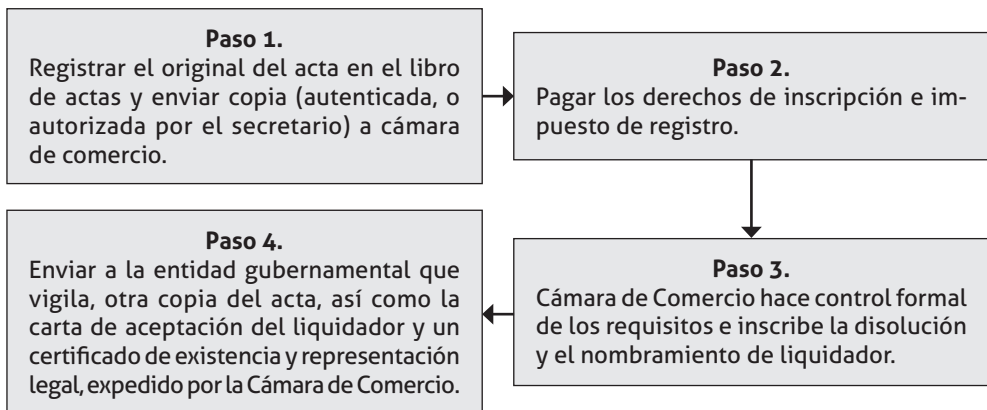 Paso 1.
Registrar el original del acta en el libro
de actas y enviar copia (autenticada, o
autorizada por el secretario) a cámara
de comercio.
Paso 2.
Pagar los derechos de inscripción e im-
puesto de registro.
Paso 3.
Cámara de Comercio hace control formal
de los requisitos e inscribe la disolución
y el nombramiento de liquidador.
Paso 4.
Enviar a la entidad gubernamental que
vigila, otra copia del acta, así como la
carta de aceptación del liquidador y un
certificado de existencia y representación
legal, expedido por la Cámara de Comercio.